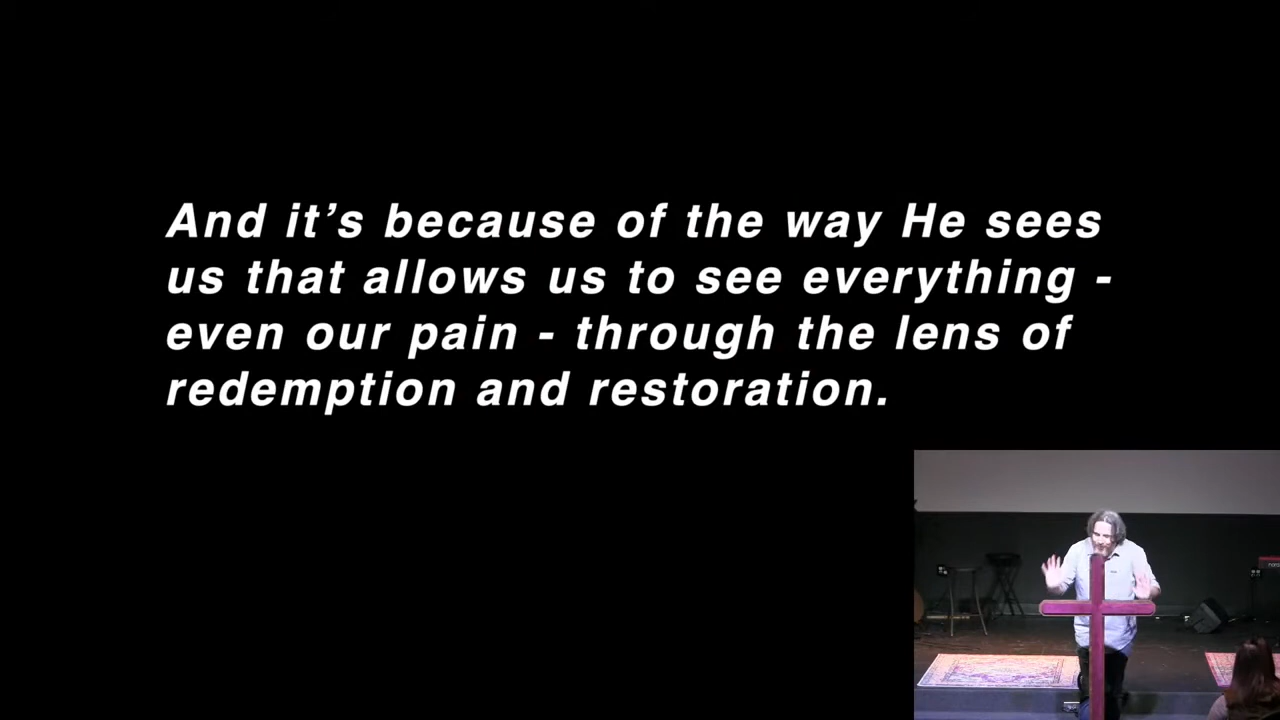 And it’s because of the way He sees
us that allows us to see everything -
even our pain - through the lens of
redemption and restoration.